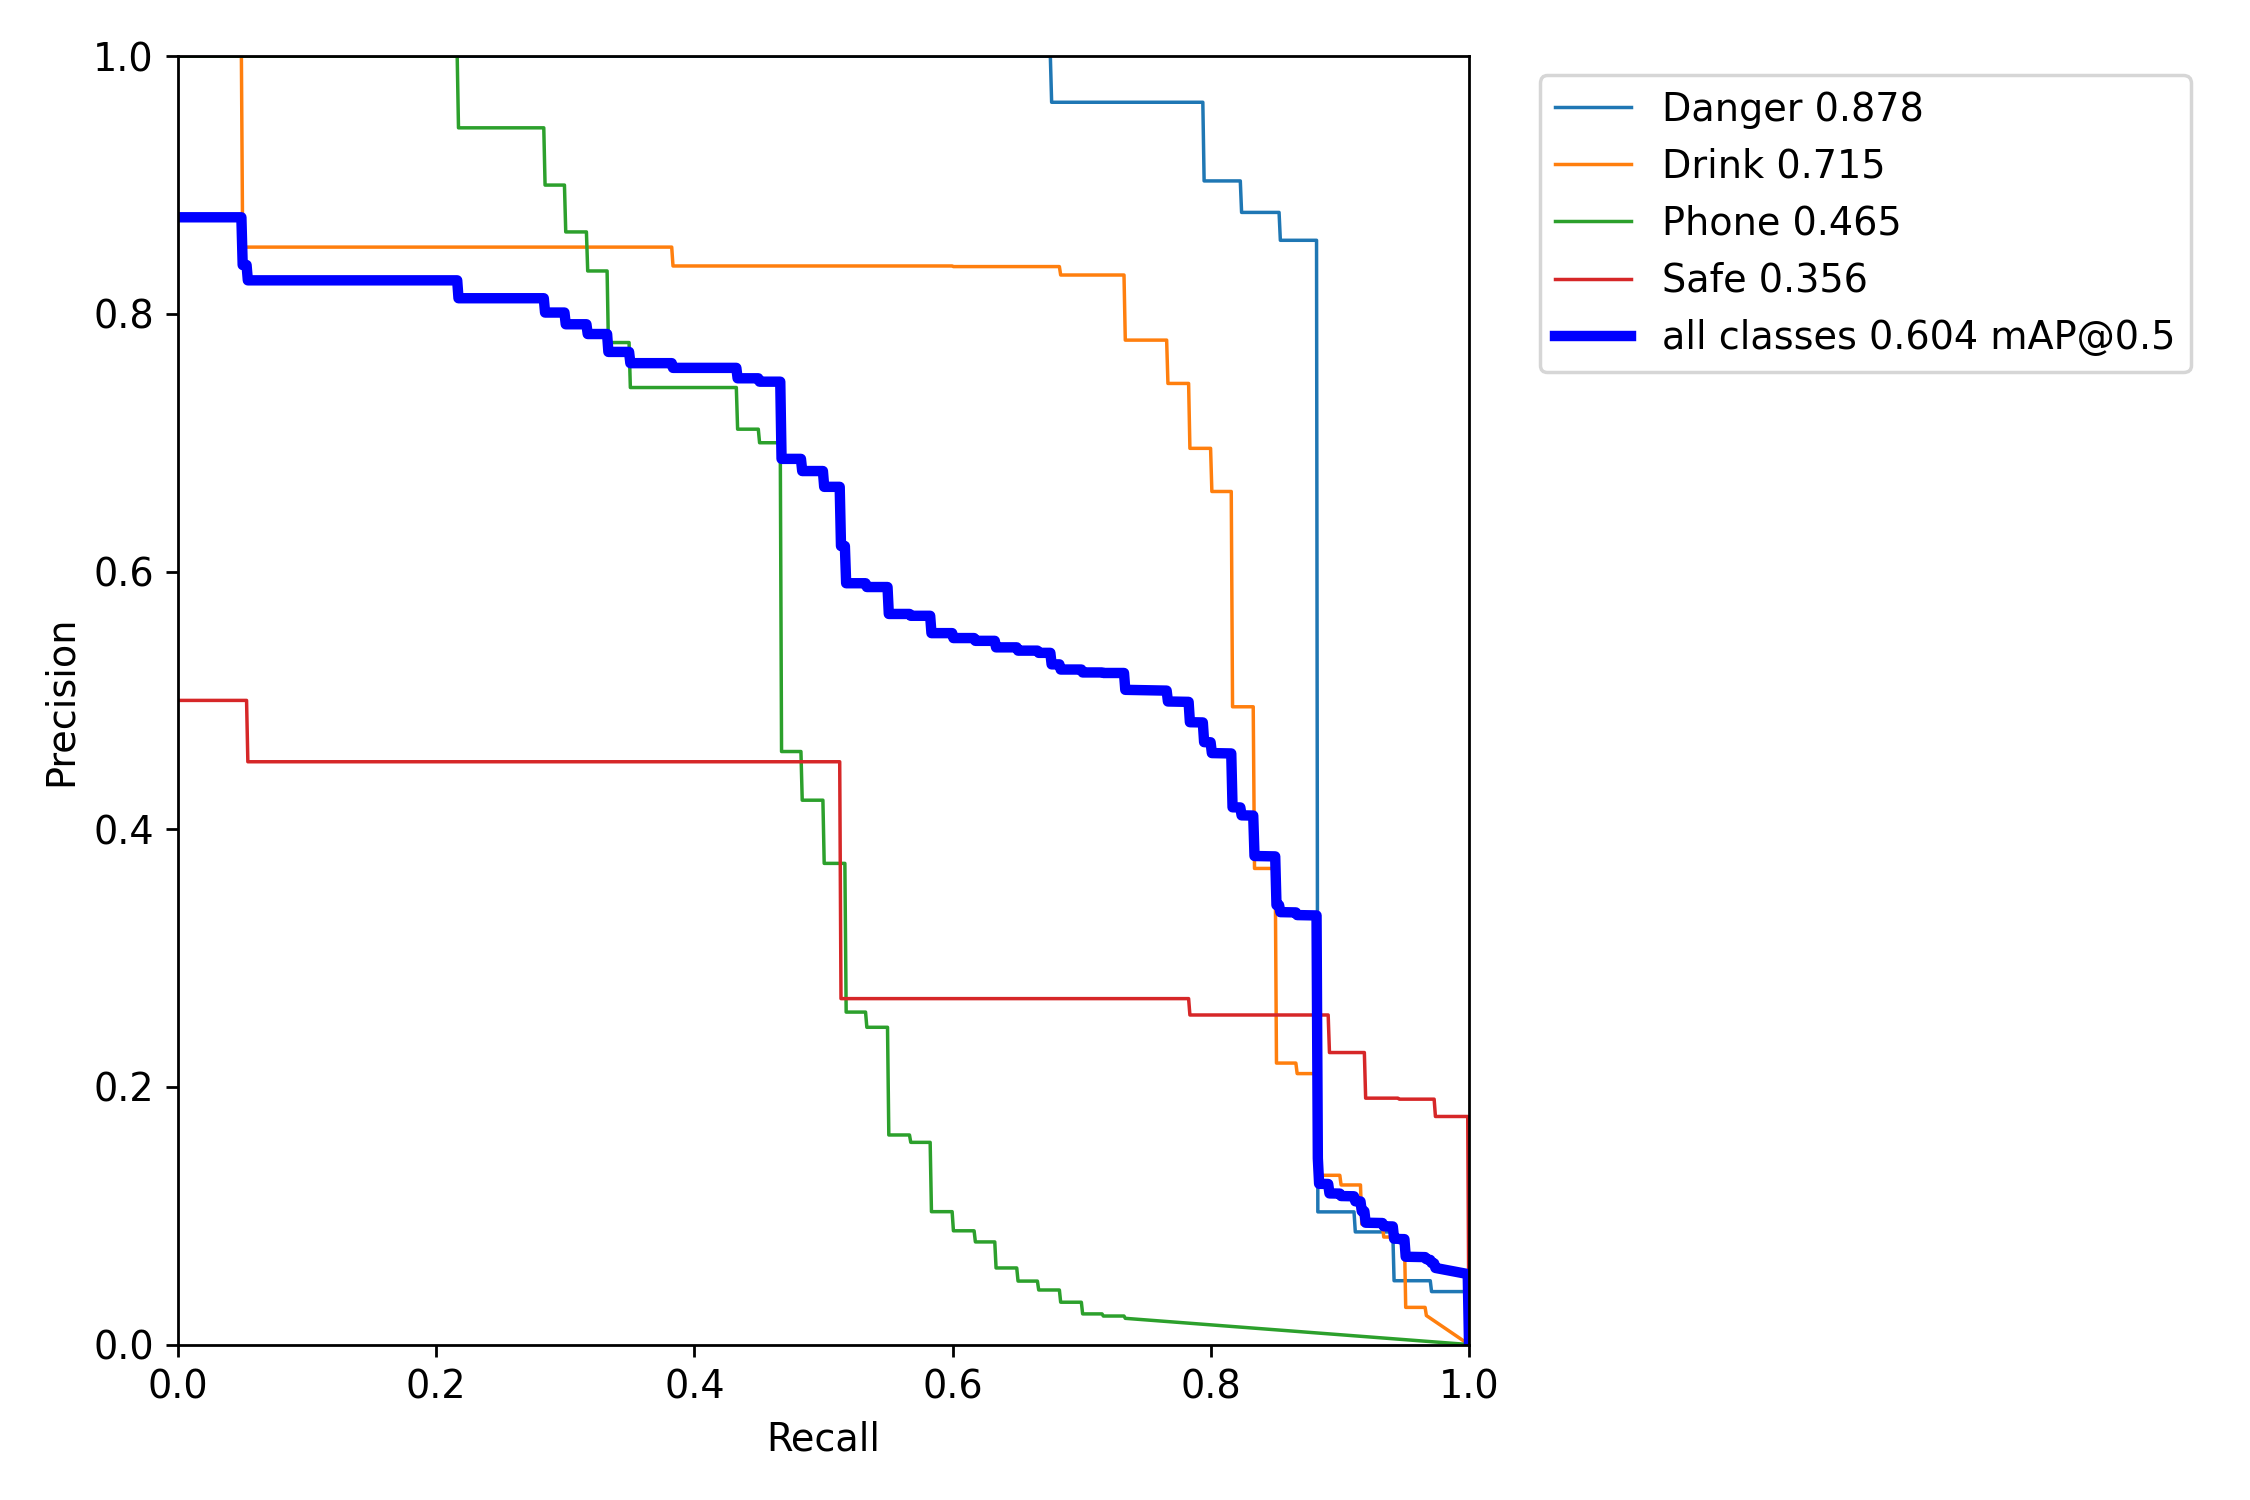 1.0
0.8
0.6
0.4
0.2
0.0
Precision
0.0 0.2 0.4 0.6 0.8 1.0
Recall
Danger 0.878
Drink 0.715
Phone 0.465
Safe 0.356
all classes 0.604 mAP@0.5